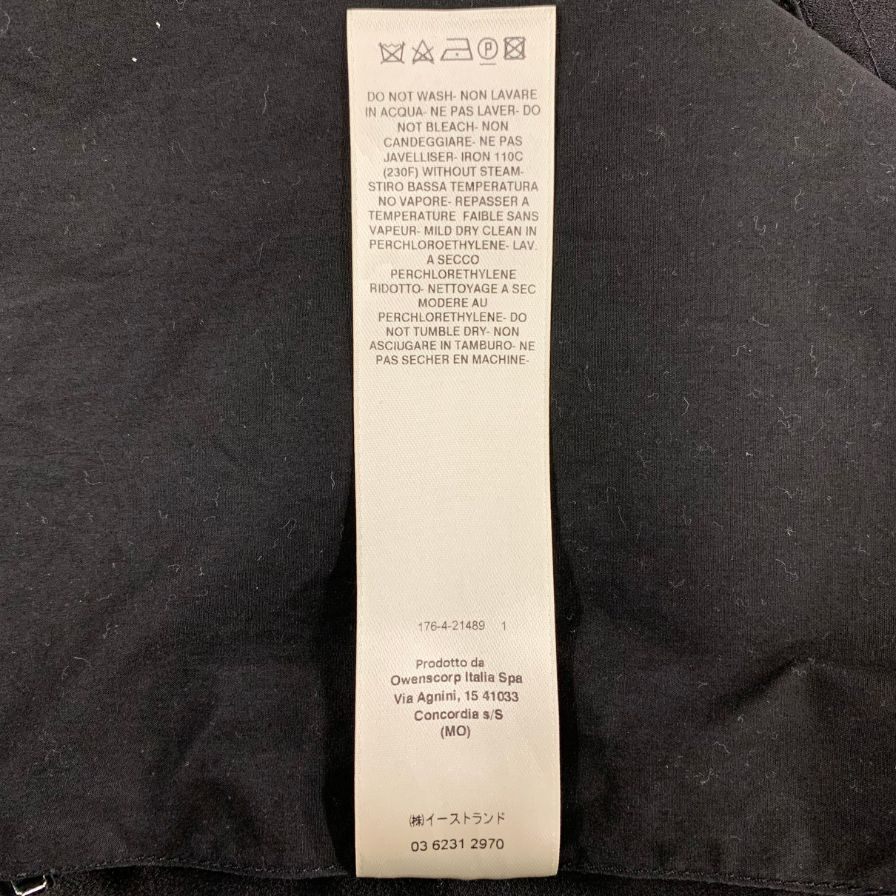 P
DO NOT WASH- NON LAVARE
IN ACQUA- NE PAS LAVER- DO
NOT BLEACH- NON
CANDEGGIARE- NE PAS
JAVELLISER- IRON 110C
(230F) WITHOUT STEAM-
STIRO BASSA TEMPERATURA
NO VAPORE- REPASSER A
TEMPERATURE FAIBLE SANS
VAPEUR- MILD DRY CLEAN IN
PERCHLOROETHYLENE- LAV.
A SECCO
PERCHLORETHYLENE
RIDOTTO- NETTOYAGE A SEC
MODERE AU
PERCHLORETHYLENE- DO
NOT TUMBLE DRY- NON
ASCIUGARE IN TAMBURO- NE
PAS SECHER EN MACHINE-
176-4-21489 1
Prodotto da
Owenscorp Italia Spa
Via Agnini, 15 41033
Concordia s/S
(MO)
㈱イーストランド
03 6231 2970